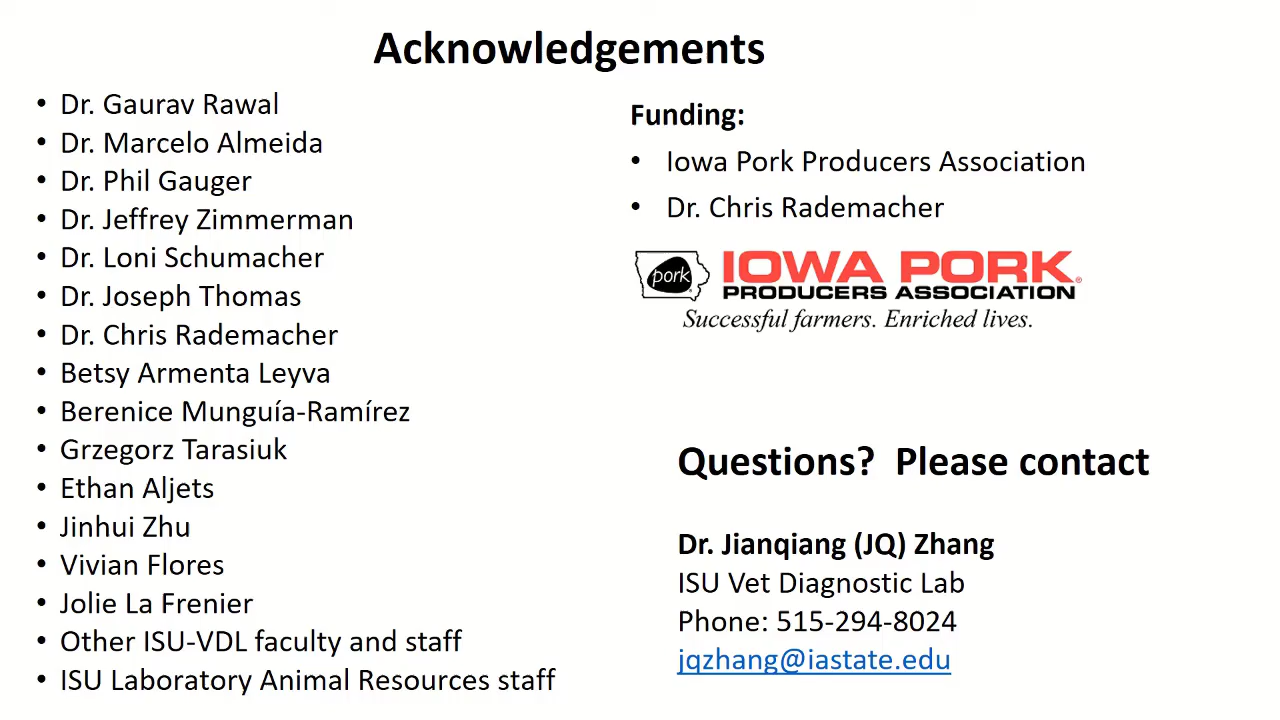 Acknowledgements
• Dr. Gaurav Rawal
• Dr. Marcelo Almeida
• Dr. Phil Gauger
• Dr. Jeffrey Zimmerman
• Dr. Loni Schumacher
• Dr. Joseph Thomas
• Dr. Chris Rademacher
• Betsy Armenta Leyva
• Berenice Munguía-Ramírez
• Grzegorz Tarasiuk
• Ethan Aljets
• Jinhui Zhu
• Vivian Flores
• Jolie La Frenier
• Other ISU-VDL faculty and staff
• ISU Laboratory Animal Resources staff
Funding:
• Iowa Pork Producers Association
• Dr. Chris Rademacher
pork
IOWA PORK®
PRODUCERS ASSOCIATION
Successful farmers. Enriched lives.
Questions? Please contact
Dr. Jianqiang (JQ) Zhang
ISU Vet Diagnostic Lab
Phone: 515-294-8024
jqzhang@iastate.edu